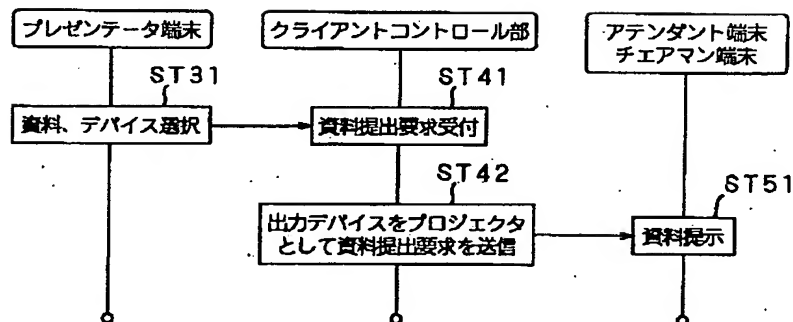 プレゼンテータ端末
クライアントコントロール部
アテンダント端末
チェアマン端末
ST31
資料、デバイス選択
ST41
資料提出要求受付
ST42
出力デバイスをプロジェクタ
として資料提出要求を送信
ST51
資料提示